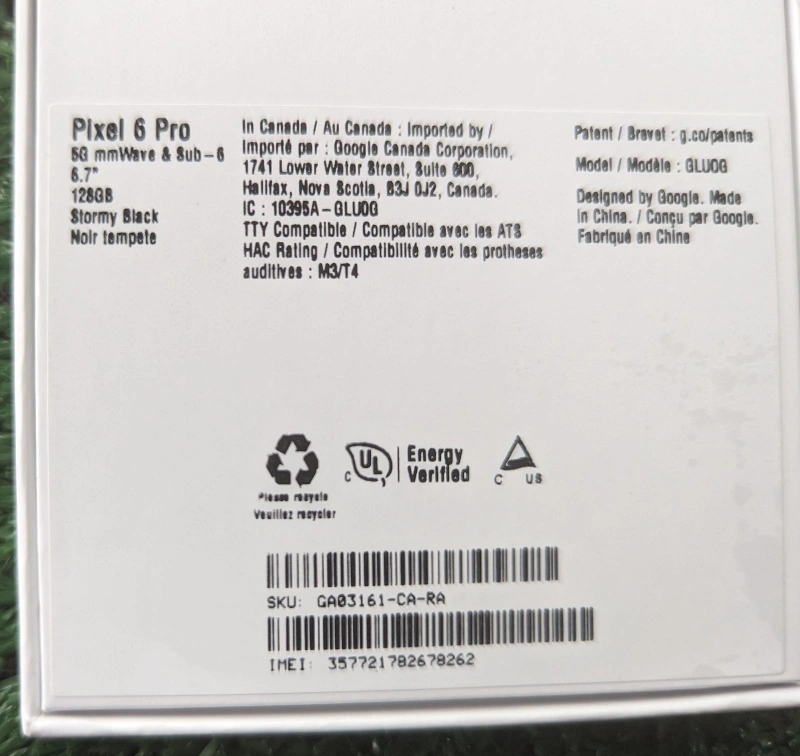 Pixel 6 Pro
5G mmWave & Sub-6
6.7"
128GB
Stormy Black
Noir tempete
In Canada / Au Canada : Imported by /
Importé par : Google Canada Corporation,
1741 Lower Water Street, Suite 600,
Halifax, Nova Scotia, B3J 0J2, Canada.
IC : 10395A-GLU0G
TTY Compatible / Compatible avec les ATS
HAC Rating / Compatibilité avec les protheses
auditives : M3/T4
Patent / Brevet : g.co/patents
Model / Modèle : GLU0G
Designed by Google. Made
in China. / Conçu par Google.
Fabriqué en Chine
Please recycle
Veuillez recycler
C UL
Energy
Verified
C US
SKU: GA03161-CA-RA
IMEI: 357721782678262